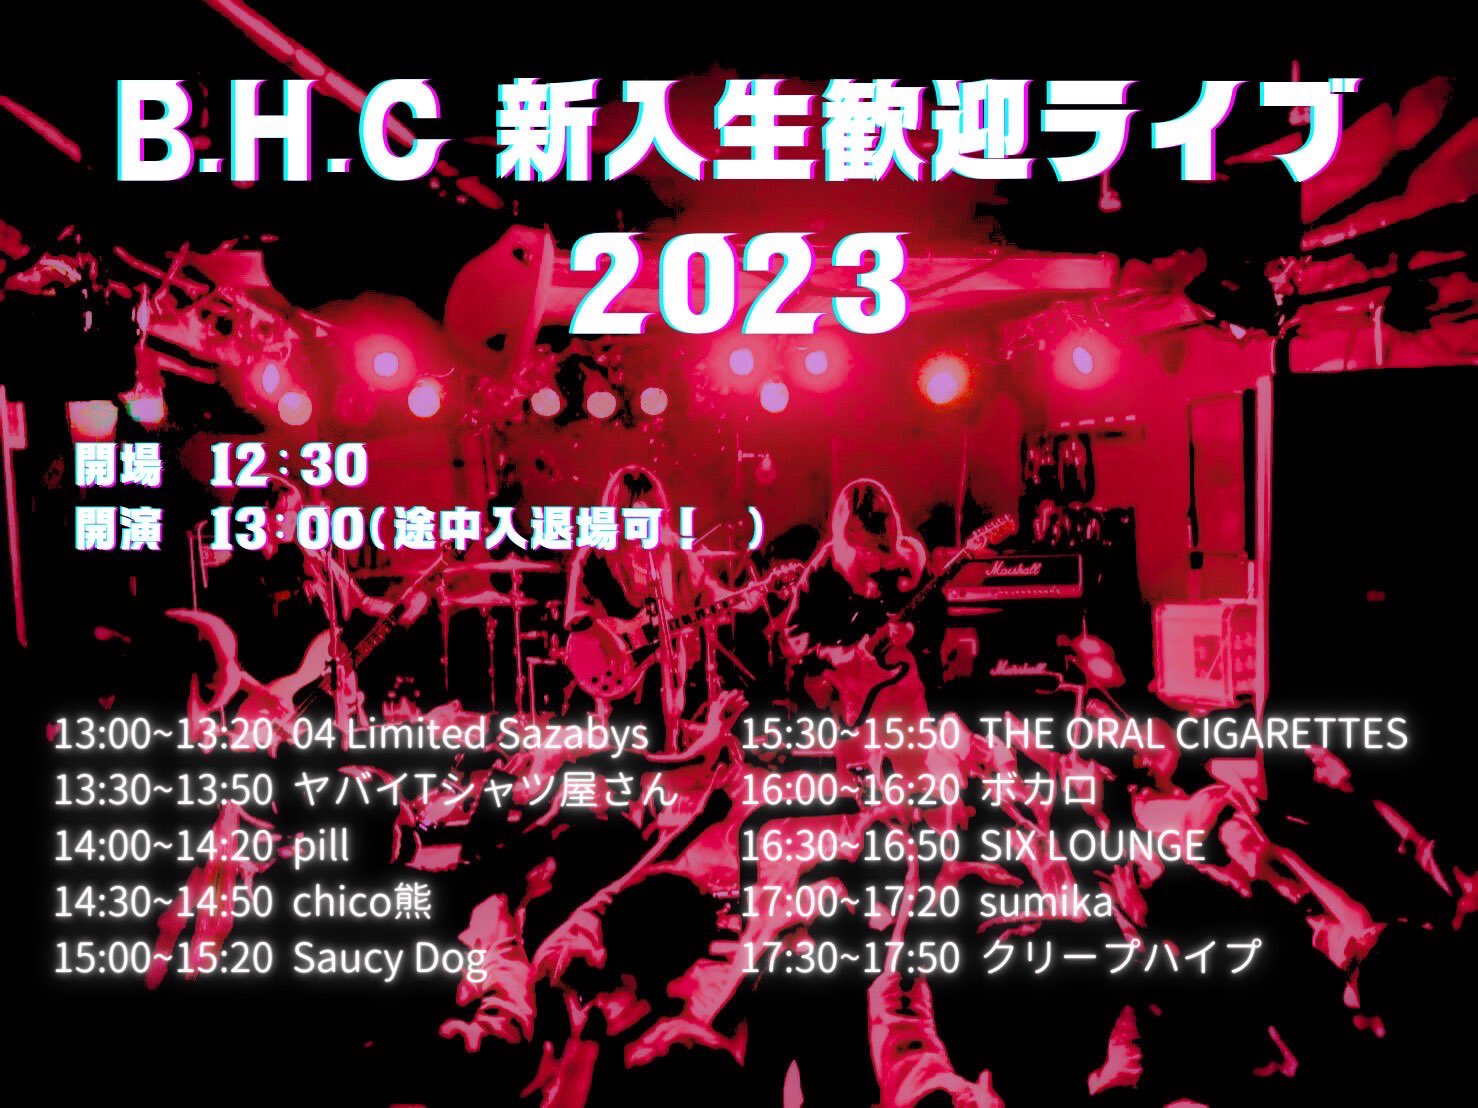 B.H.C 新入生歓迎ライブ
2023
開場 12:30
開演 13:00(途中入退場可! )
Marshall
Marshall
13:00~13:20 04 Limited Sazabys
13:30~13:50 ヤバイTシャツ屋さん
14:00~14:20 pill
14:30~14:50 chico熊
15:00~15:20 Saucy Dog
15:30~15:50 THE ORAL CIGARETTES
16:00~16:20 ボカロ
16:30~16:50 SIX LOUNGE
17:00~17:20 sumika
17:30~17:50 クリープハイプ